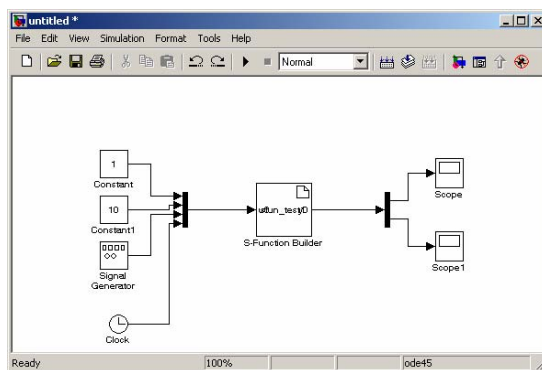 untitled *
File Edit View Simulation Format Tools Help
Normal
1
Constant
10
Constant1
Signal
Generator
Clock
S-Function Builder
Scope
Scope1
Ready 100% ode45